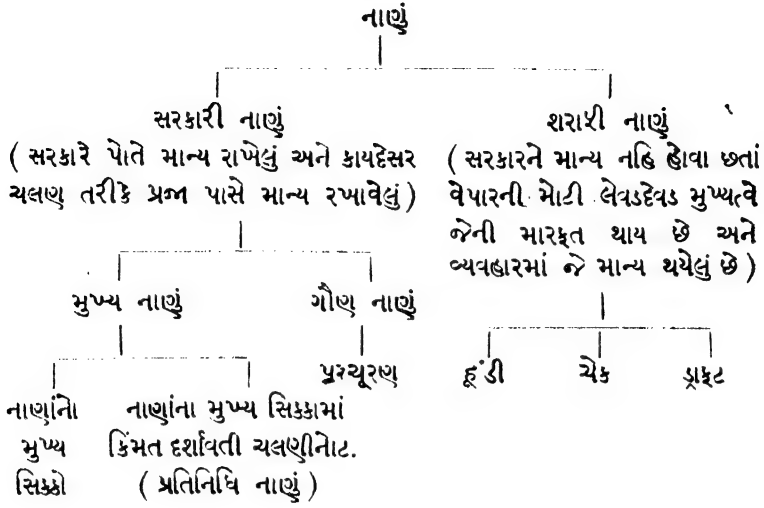 નાણું
સરકારી નાણું
(સરકારે પોતે માન્ય રાખેલું અને કાયદેસર
ચલણ તરીકે પ્રજા પાસે માન્ય રખાવેલું)
શરાફી નાણું
(સરકારને માન્ય નહિ હોવા છતાં
વેપારની મોટી લેવડદેવડ મુખ્યત્વે
જેની મારફત થાય છે અને
વ્યવહારમાં જે માન્ય થયેલું છે)
મુખ્ય નાણું
ગૌણ નાણું
પરચૂરણ
હૂંડી
ચેક
ડ્રાફ્ટ
નાણાંનો
મુખ્ય
સિક્કો
નાણાંના મુખ્ય સિક્કામાં
કિંમત દર્શાવતી ચલણીનોટ.
(પ્રતિનિધિ નાણું)